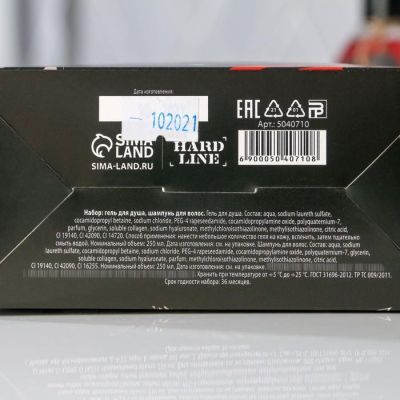 Дата изготовления:
— 102021
EAC 21 01 РР
Арт.: 5040710
SIMA
LAND
SIMA-LAND.RU
HARD
LINE
6 900050 407108
Набор: гель для душа, шампунь для волос. Гель для душа. Состав: aqua, sodium laureth sulfate,
cocamidopropyl betaine, sodium chloride, PEG-4 rapeseedamide, cocamidopropylamine oxide, polyquaternium-7,
parfum, glycerin, soluble collagen, sodium hyaluronate, methylchloroisothiazolinone, methylisothiazolinone, citric acid,
CI 19140, CI 42090, CI 14720. Способ применения: нанести небольшое количество геля на кожу, вспенить, затем тщательно
смыть водой. Номинальный объем: 250 мл. Дата изготовления: см. на упаковке. Шампунь для волос. Состав: aqua, sodium
laureth sulfate, cocamidopropyl betaine, sodium chloride, PEG-4 rapeseedamide, cocamidopropylamine oxide, polyquaternium-7, glycerin,
soluble collagen, sodium hyaluronate, parfum, methylchloroisothiazolinone, methylisothiazolinone, citric acid,
CI 19140, CI 42090, CI 16255. Номинальный объем: 250 мл. Дата изготовления: см. на упаковке.
Хранить при температуре от +5 °С до +25 °С. ГОСТ 31696-2012, ТР ТС 009/2011.
Срок годности наборов: 36 месяцев.